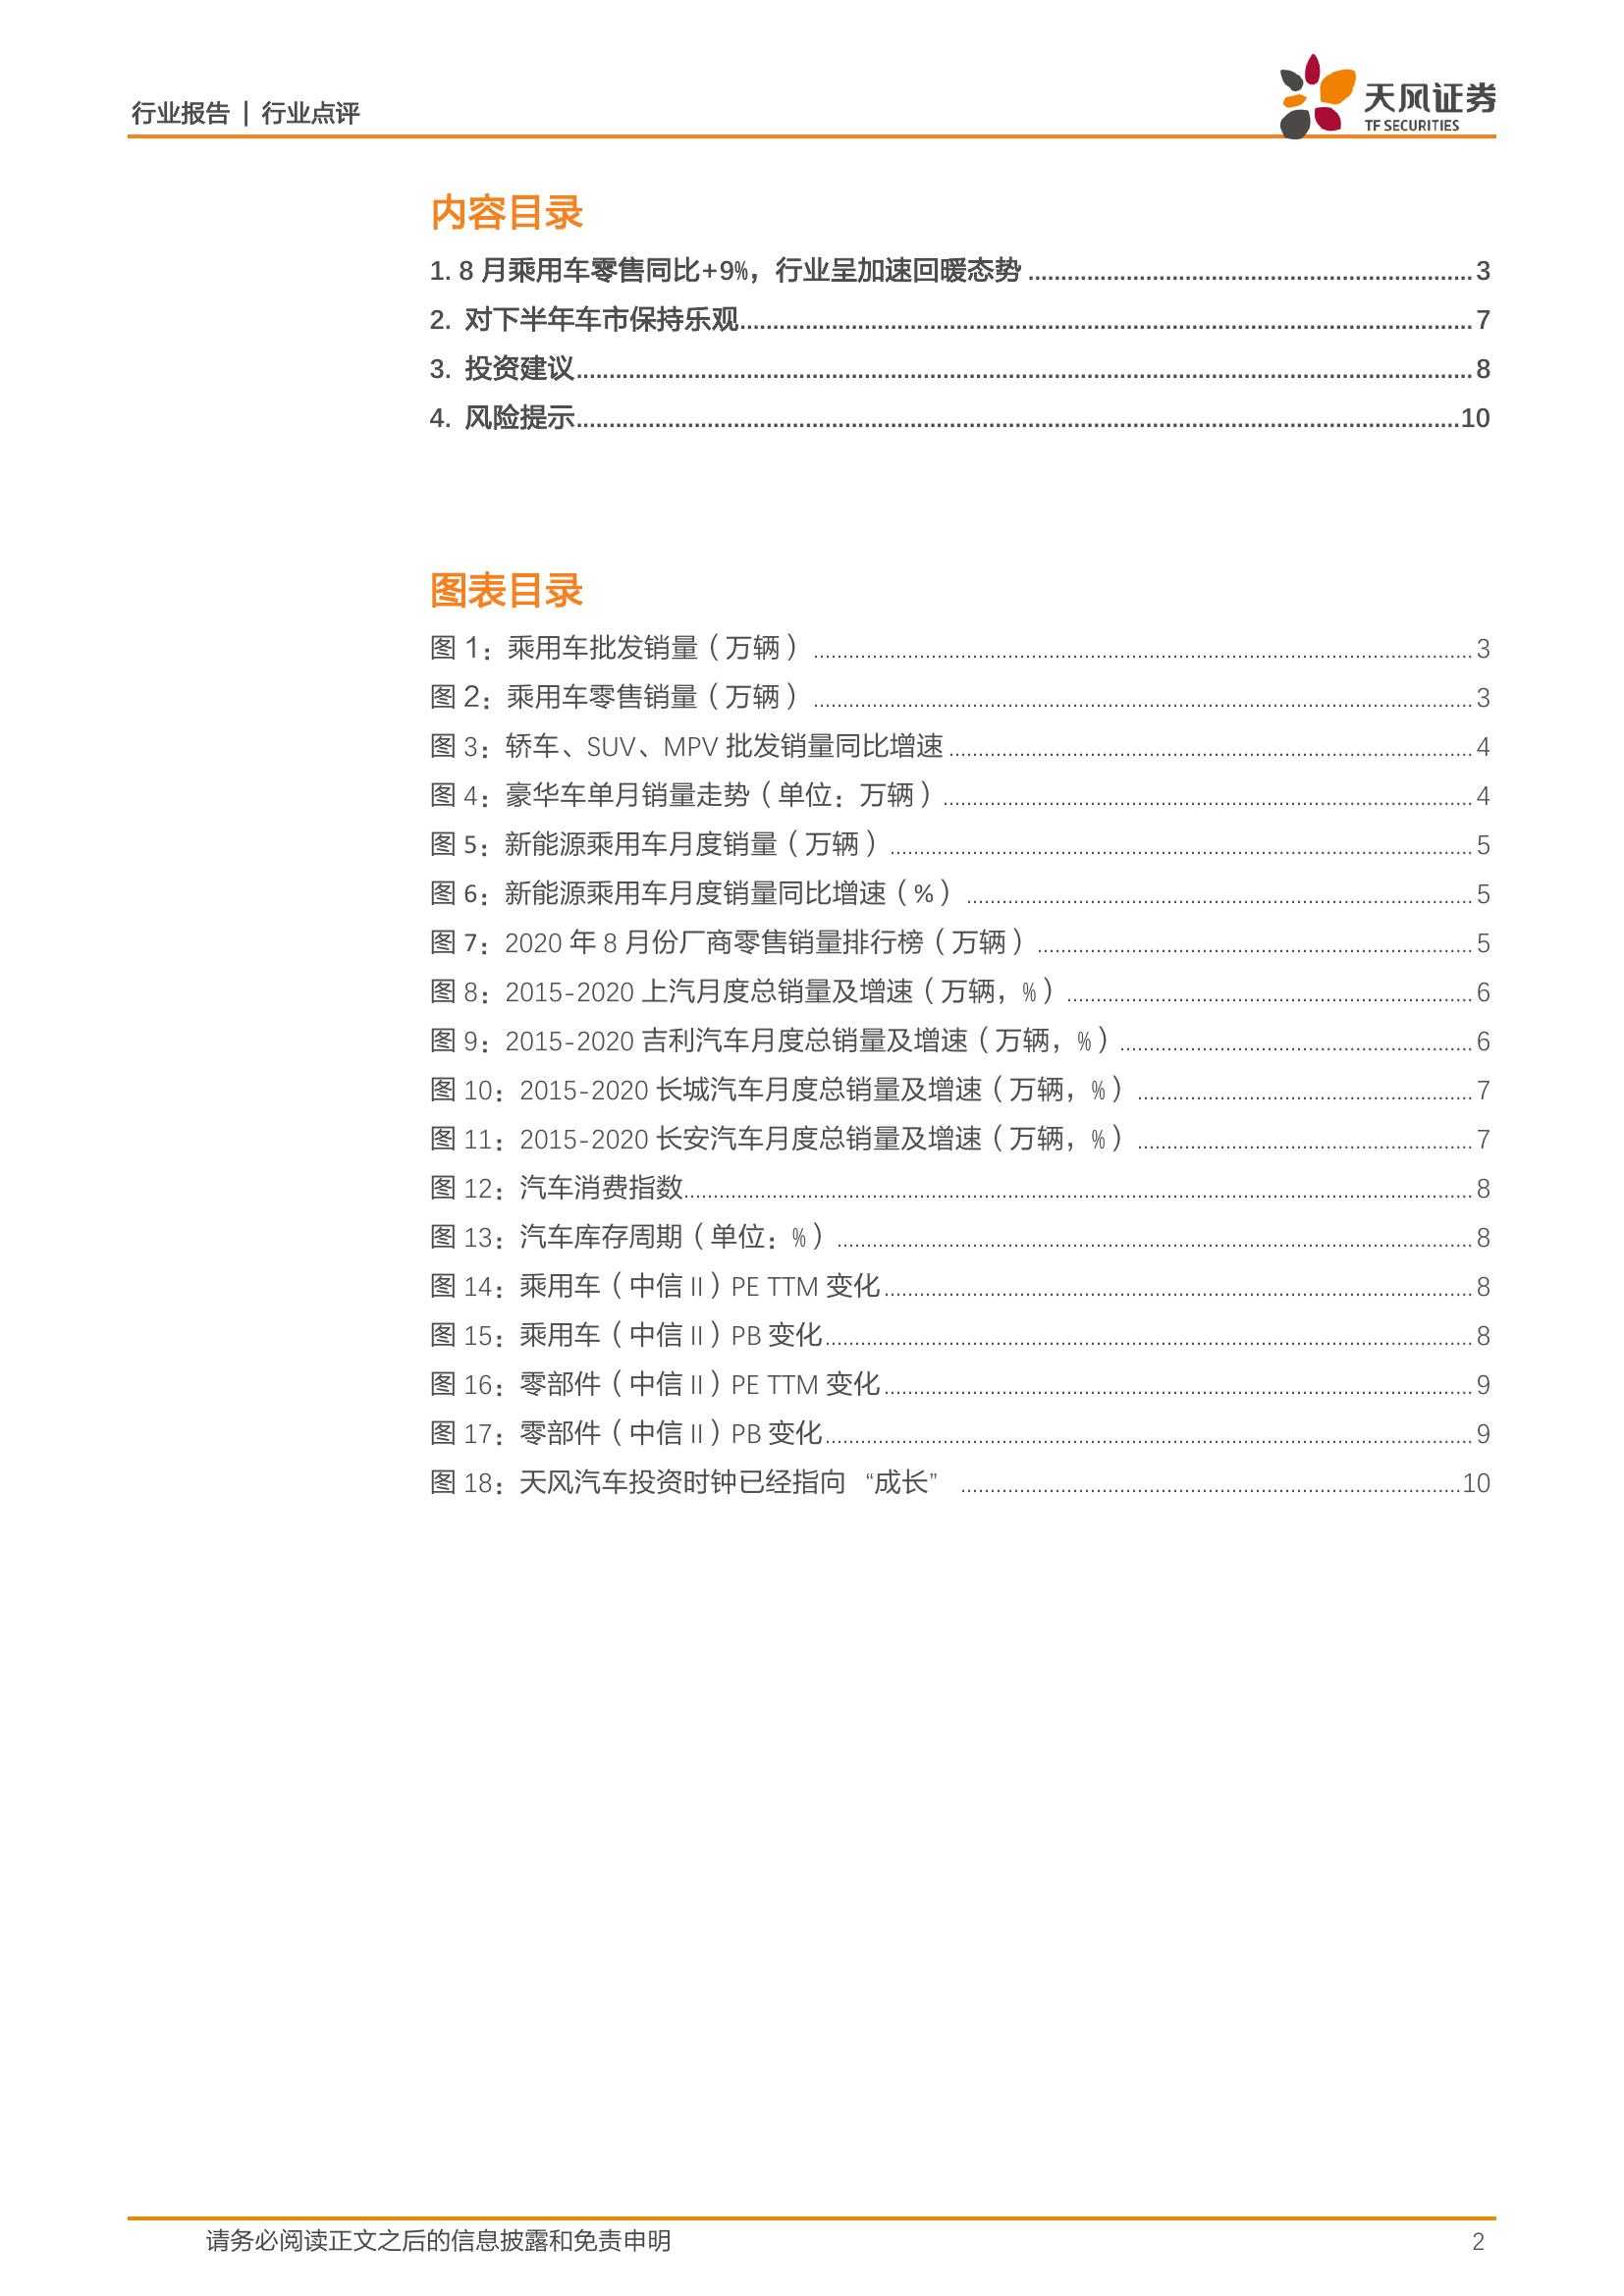 行业报告 | 行业点评
天风证券
TF SECURITIES
内容目录
1. 8 月乘用车零售同比+9%，行业呈加速回暖态势 ........ 3
2. 对下半年车市保持乐观 ........ 7
3. 投资建议 ........ 8
4. 风险提示 ........ 10
图表目录
图 1：乘用车批发销量（万辆） ........ 3
图 2：乘用车零售销量（万辆） ........ 3
图 3：轿车、SUV、MPV 批发销量同比增速 ........ 4
图 4：豪华车单月销量走势（单位：万辆） ........ 4
图 5：新能源乘用车月度销量（万辆） ........ 5
图 6：新能源乘用车月度销量同比增速（%） ........ 5
图 7：2020 年 8 月份厂商零售销量排行榜（万辆） ........ 5
图 8：2015-2020 上汽月度总销量及增速（万辆，%） ........ 6
图 9：2015-2020 吉利汽车月度总销量及增速（万辆，%） ........ 6
图 10：2015-2020 长城汽车月度总销量及增速（万辆，%） ........ 7
图 11：2015-2020 长安汽车月度总销量及增速（万辆，%） ........ 7
图 12：汽车消费指数 ........ 8
图 13：汽车库存周期（单位：%） ........ 8
图 14：乘用车（中信 II）PE TTM 变化 ........ 8
图 15：乘用车（中信 II）PB 变化 ........ 8
图 16：零部件（中信 II）PE TTM 变化 ........ 9
图 17：零部件（中信 II）PB 变化 ........ 9
图 18：天风汽车投资时钟已经指向 “成长” ........ 10
请务必阅读正文之后的信息披露和免责申明 2